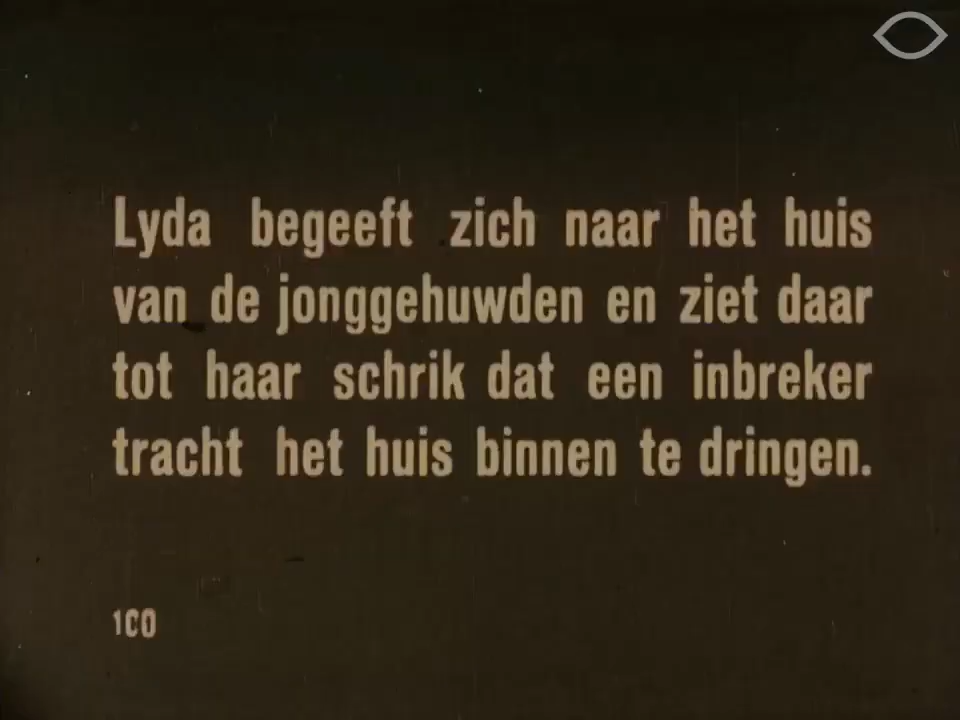 Lyda begeeft zich naar het huis
van de jonggehuwden en ziet daar
tot haar schrik dat een inbreker
tracht het huis binnen te dringen.
1CO